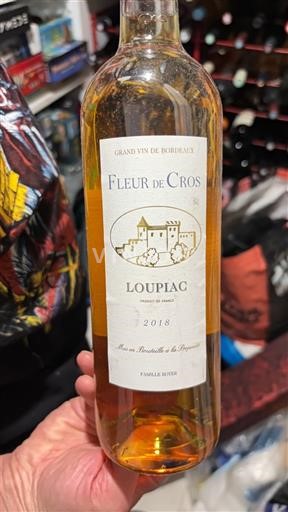 GRAND VIN DE BORDEAUX
FLEUR DE CROS
LOUPIAC
PRODUIT DE FRANCE
2018
Mis en Bouteille à la Propriété
FAMILLE BOYER